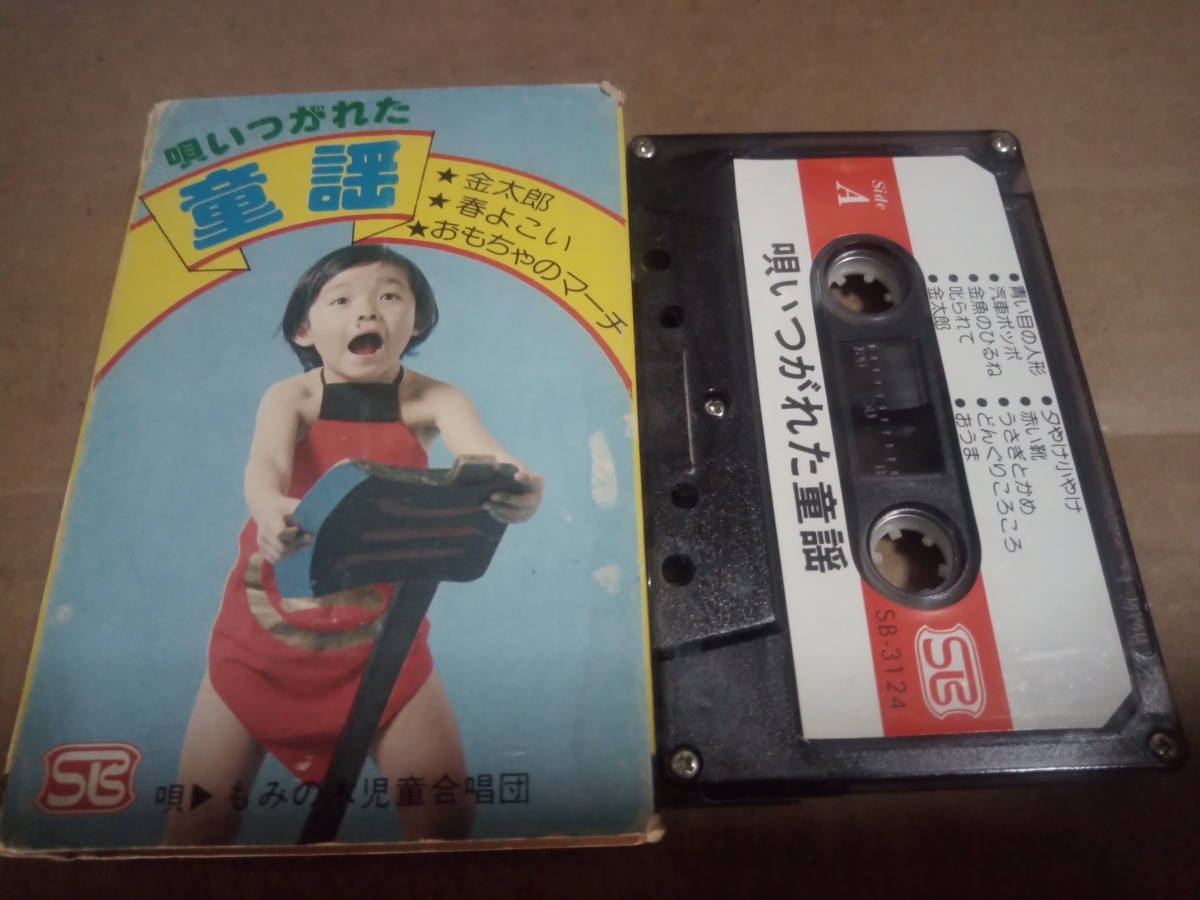 唄いつがれた
童謡
★金太郎
★春よこい
★おもちゃのマーチ
SB
唄▶もみの木児童合唱団
Side
A
唄いつがれた童謡
●青い目の人形
汽車ポッポ
●金魚のひるね
●叱られて
●金太郎
●夕やけ小やけ
赤い靴
●うさぎとかめ
●どんぐりころころ
●おうま
SB-3124
SB